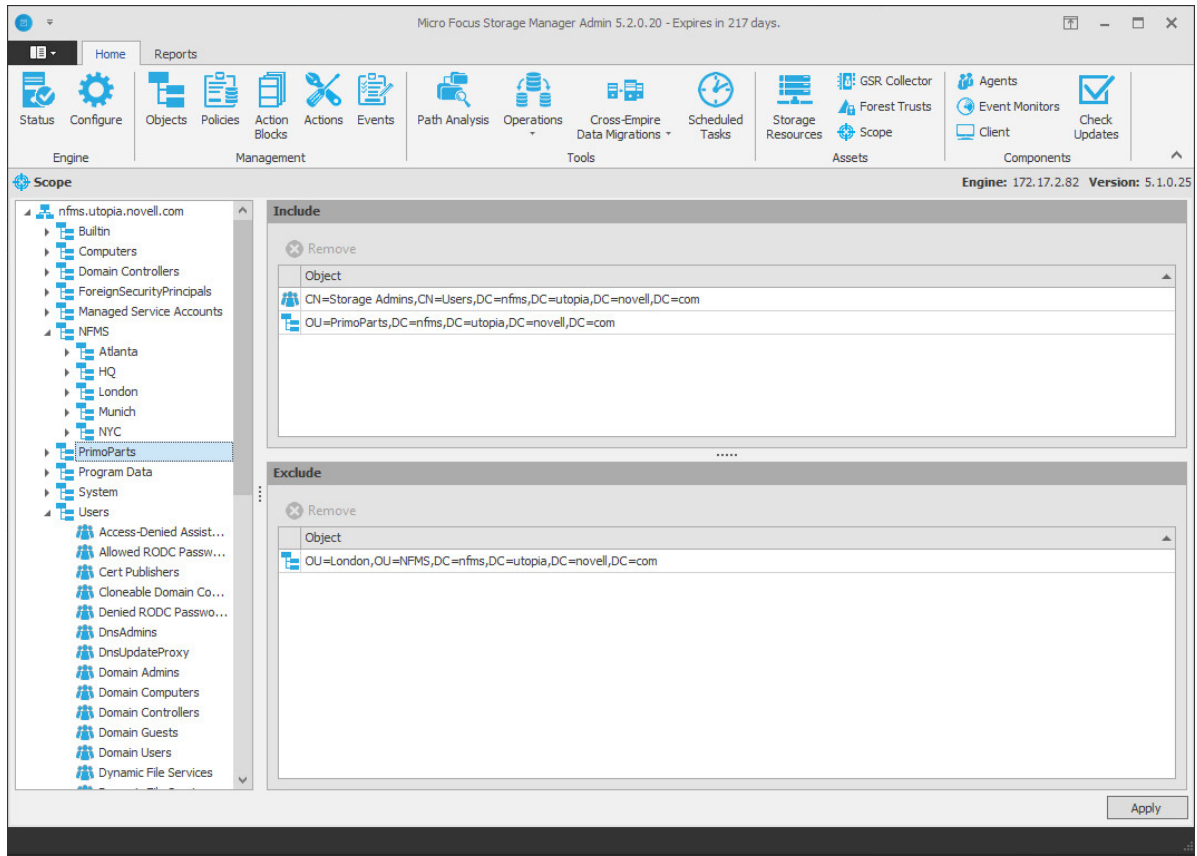 Micro Focus Storage Manager Admin 5.2.0.20 - Expires in 217 days.
Home Reports
Status Configure Objects Policies Action Blocks Actions Events Path Analysis Operations Cross-Empire Data Migrations Scheduled Tasks Storage Resources GSR Collector Forest Trusts Scope Agents Event Monitors Client Check Updates
Engine Management Tools Assets Components
Scope Engine: 172.17.2.82 Version: 5.1.0.25
nfms.utopia.novell.com
Builtin
Computers
Domain Controllers
ForeignSecurityPrincipals
Managed Service Accounts
NFMS
Atlanta
HQ
London
Munich
NYC
PrimoParts
Program Data
System
Users
Access-Denied Assist...
Allowed RODC Passw...
Cert Publishers
Cloneable Domain Co...
Denied RODC Passwo...
DnsAdmins
DnsUpdateProxy
Domain Admins
Domain Computers
Domain Controllers
Domain Guests
Domain Users
Dynamic File Services
Include
Remove
Object
CN=Storage Admins,CN=Users,DC=nfms,DC=utopia,DC=novell,DC=com
OU=PrimoParts,DC=nfms,DC=utopia,DC=novell,DC=com
Exclude
Remove
Object
OU=London,OU=NFMS,DC=nfms,DC=utopia,DC=novell,DC=com
Apply